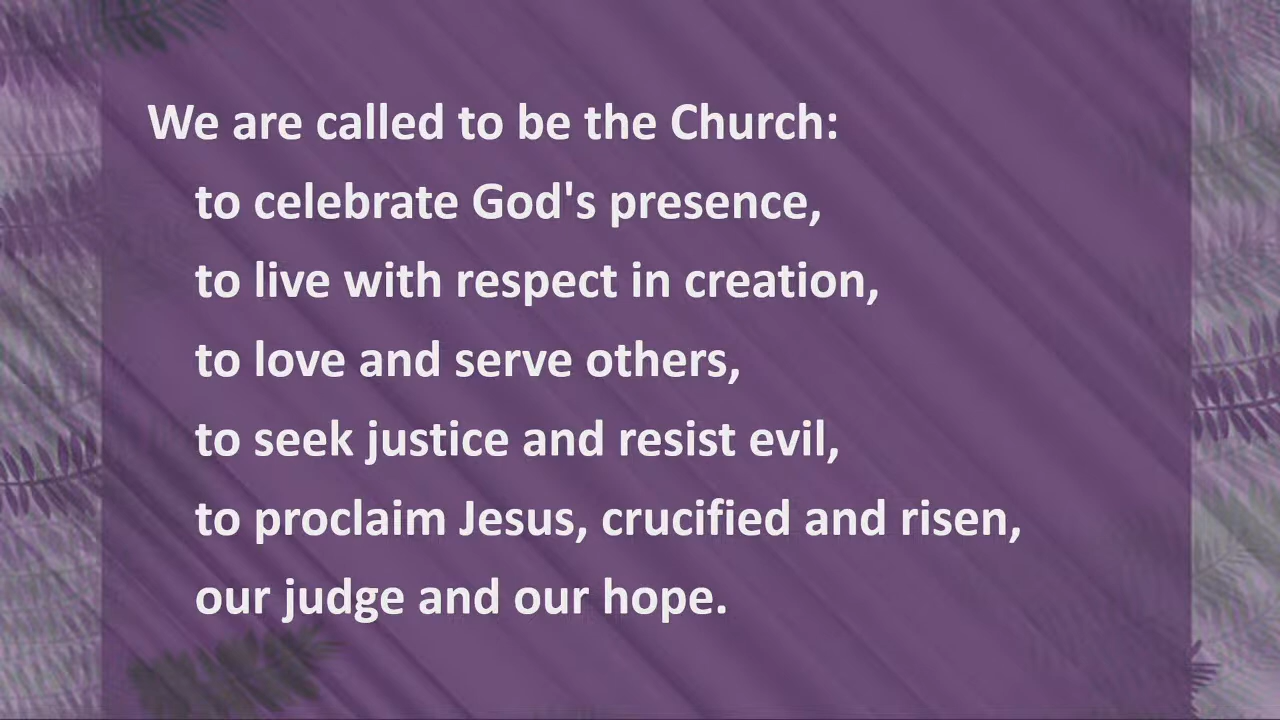 We are called to be the Church:
to celebrate God's presence,
to live with respect in creation,
to love and serve others,
to seek justice and resist evil,
to proclaim Jesus, crucified and risen,
our judge and our hope.